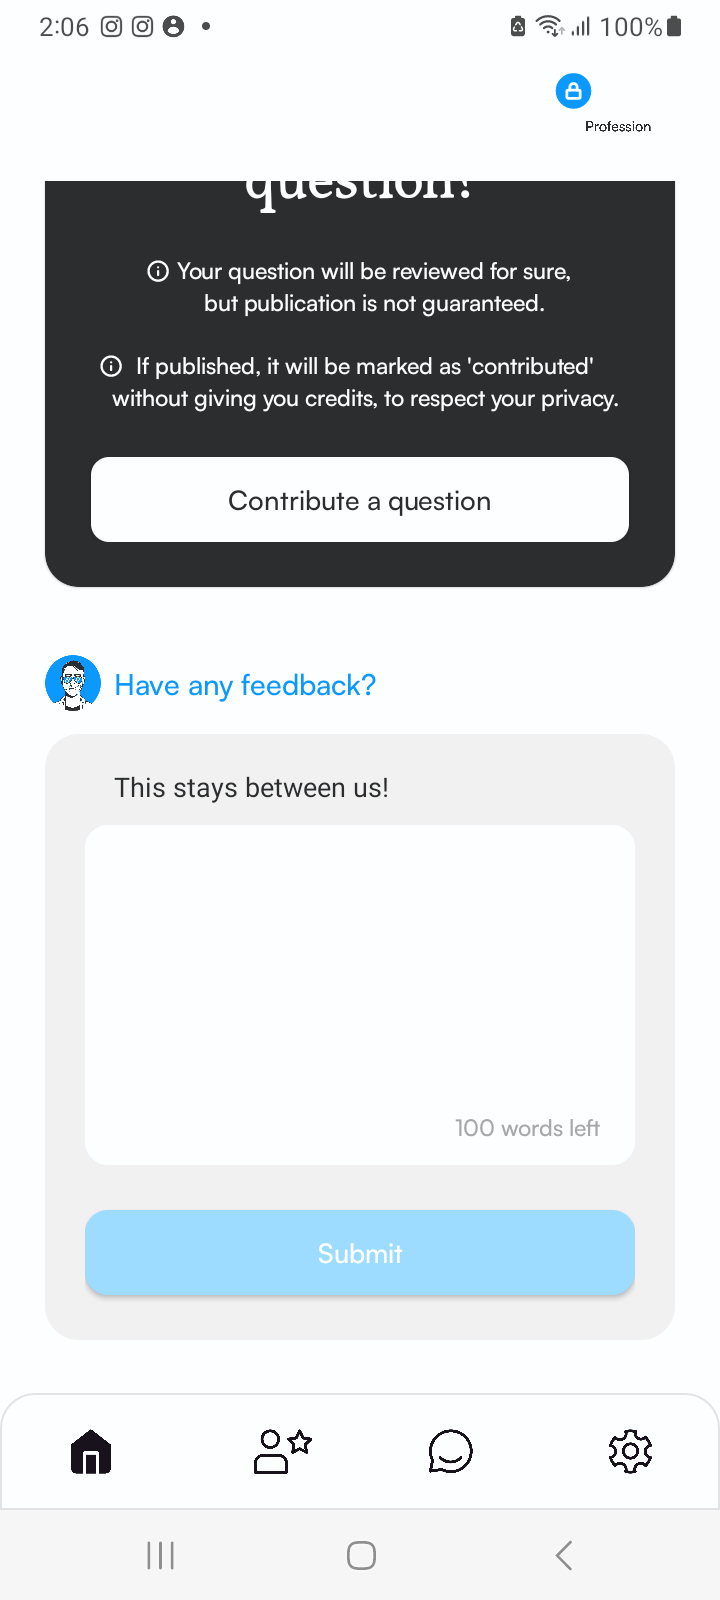 2:06
100%
Profession
question?
Your question will be reviewed for sure,
but publication is not guaranteed.
If published, it will be marked as 'contributed'
without giving you credits, to respect your privacy.
Contribute a question
Have any feedback?
This stays between us!
100 words left
Submit